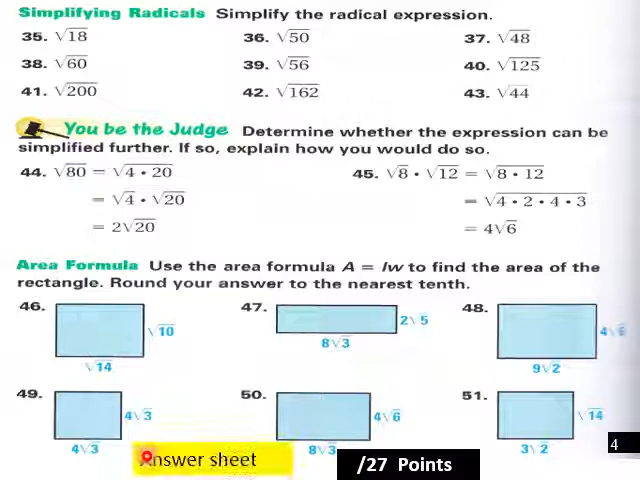 Simplifying Radicals Simplify the radical expression.
35. √18 36. √50 37. √48
38. √60 39. √56 40. √125
41. √200 42. √162 43. √44
You be the Judge Determine whether the expression can be
simplified further. If so, explain how you would do so.
44. √80 = √4 • 20 45. √8 • √12 = √8 • 12
= √4 • √20 = √4 • 2 • 4 • 3
= 2√20 = 4√6
Area Formula Use the area formula A = lw to find the area of the
rectangle. Round your answer to the nearest tenth.
46. 47. 48.
√10 2√5 4√6
√14 8√3 9√2
49. 50. 51.
4√3 4√6 √14
4√3 8√3 3√2
4
Answer sheet /27 Points